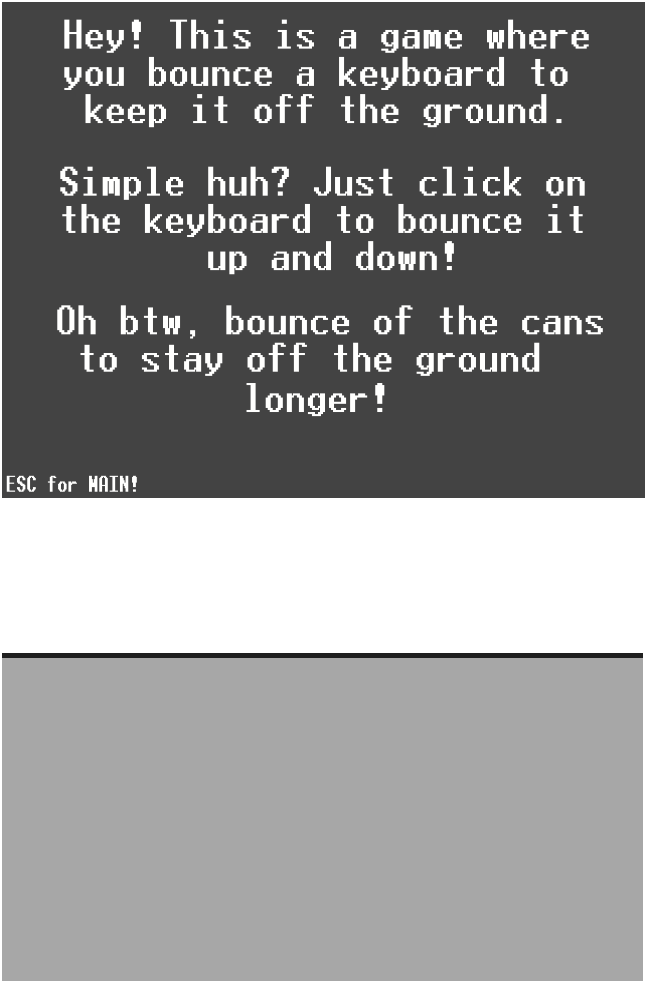 Hey! This is a game where
you bounce a keyboard to
keep it off the ground.
Simple huh? Just click on
the keyboard to bounce it
up and down!
Oh btw, bounce of the cans
to stay off the ground
longer!
ESC for MAIN!